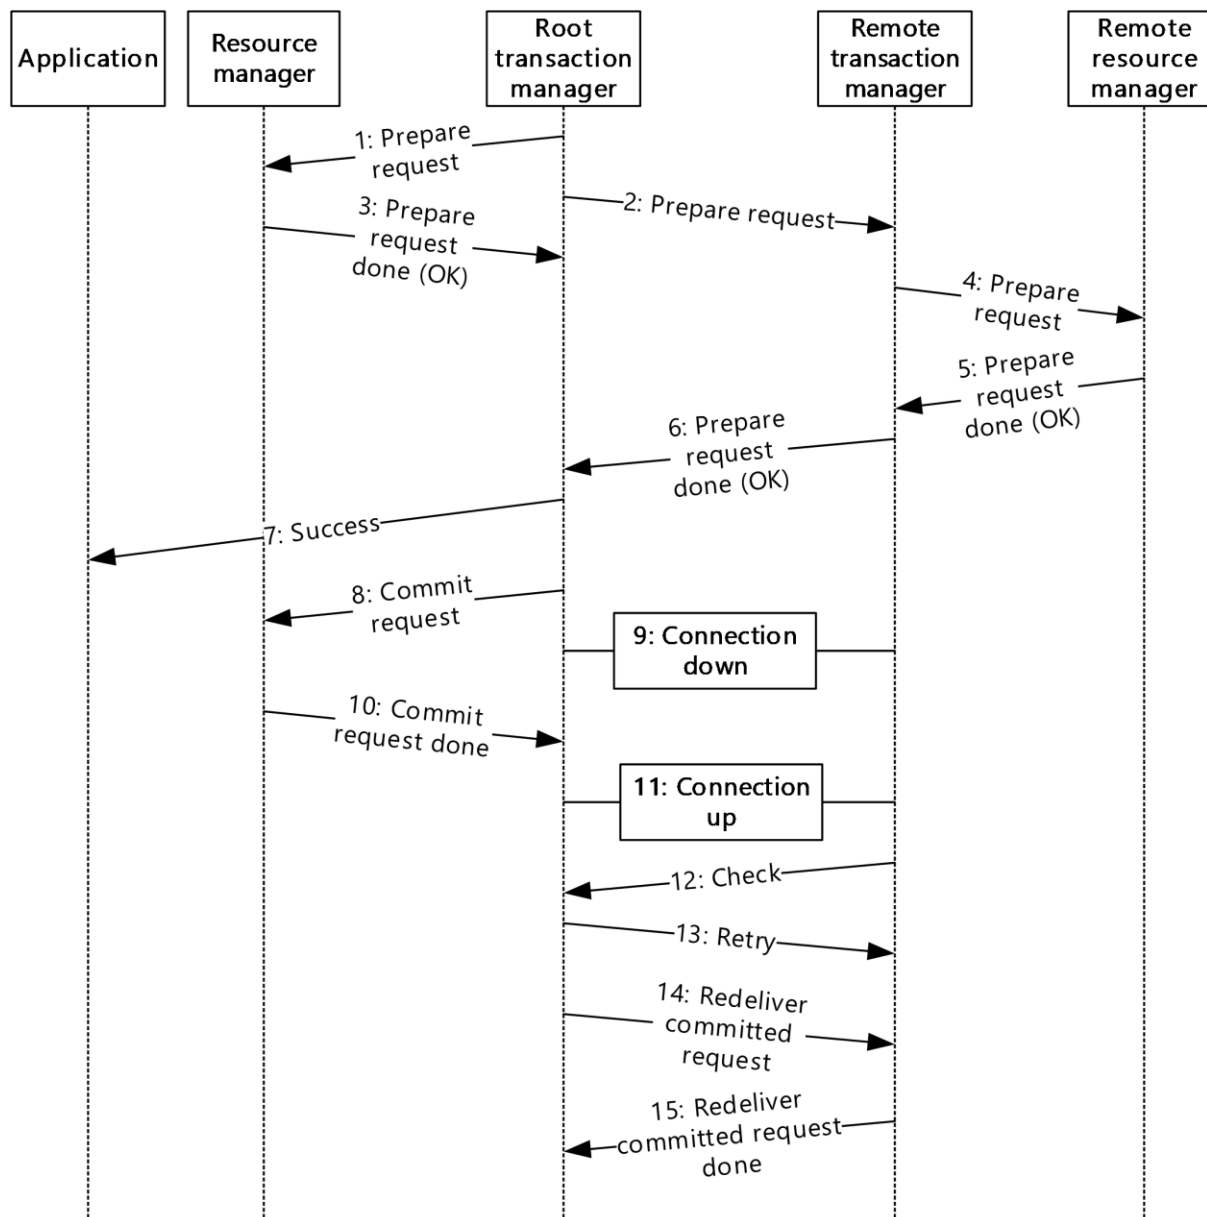 Application
Resource
manager
Root
transaction
manager
Remote
transaction
manager
Remote
resource
manager
1: Prepare
request
2: Prepare request
3: Prepare
request
done (OK)
4: Prepare
request
5: Prepare
request
done (OK)
6: Prepare
request
done (OK)
7: Success
8: Commit
request
9: Connection
down
10: Commit
request done
11: Connection
up
12: Check
13: Retry
14: Redeliver
committed
request
15: Redeliver
committed request
done